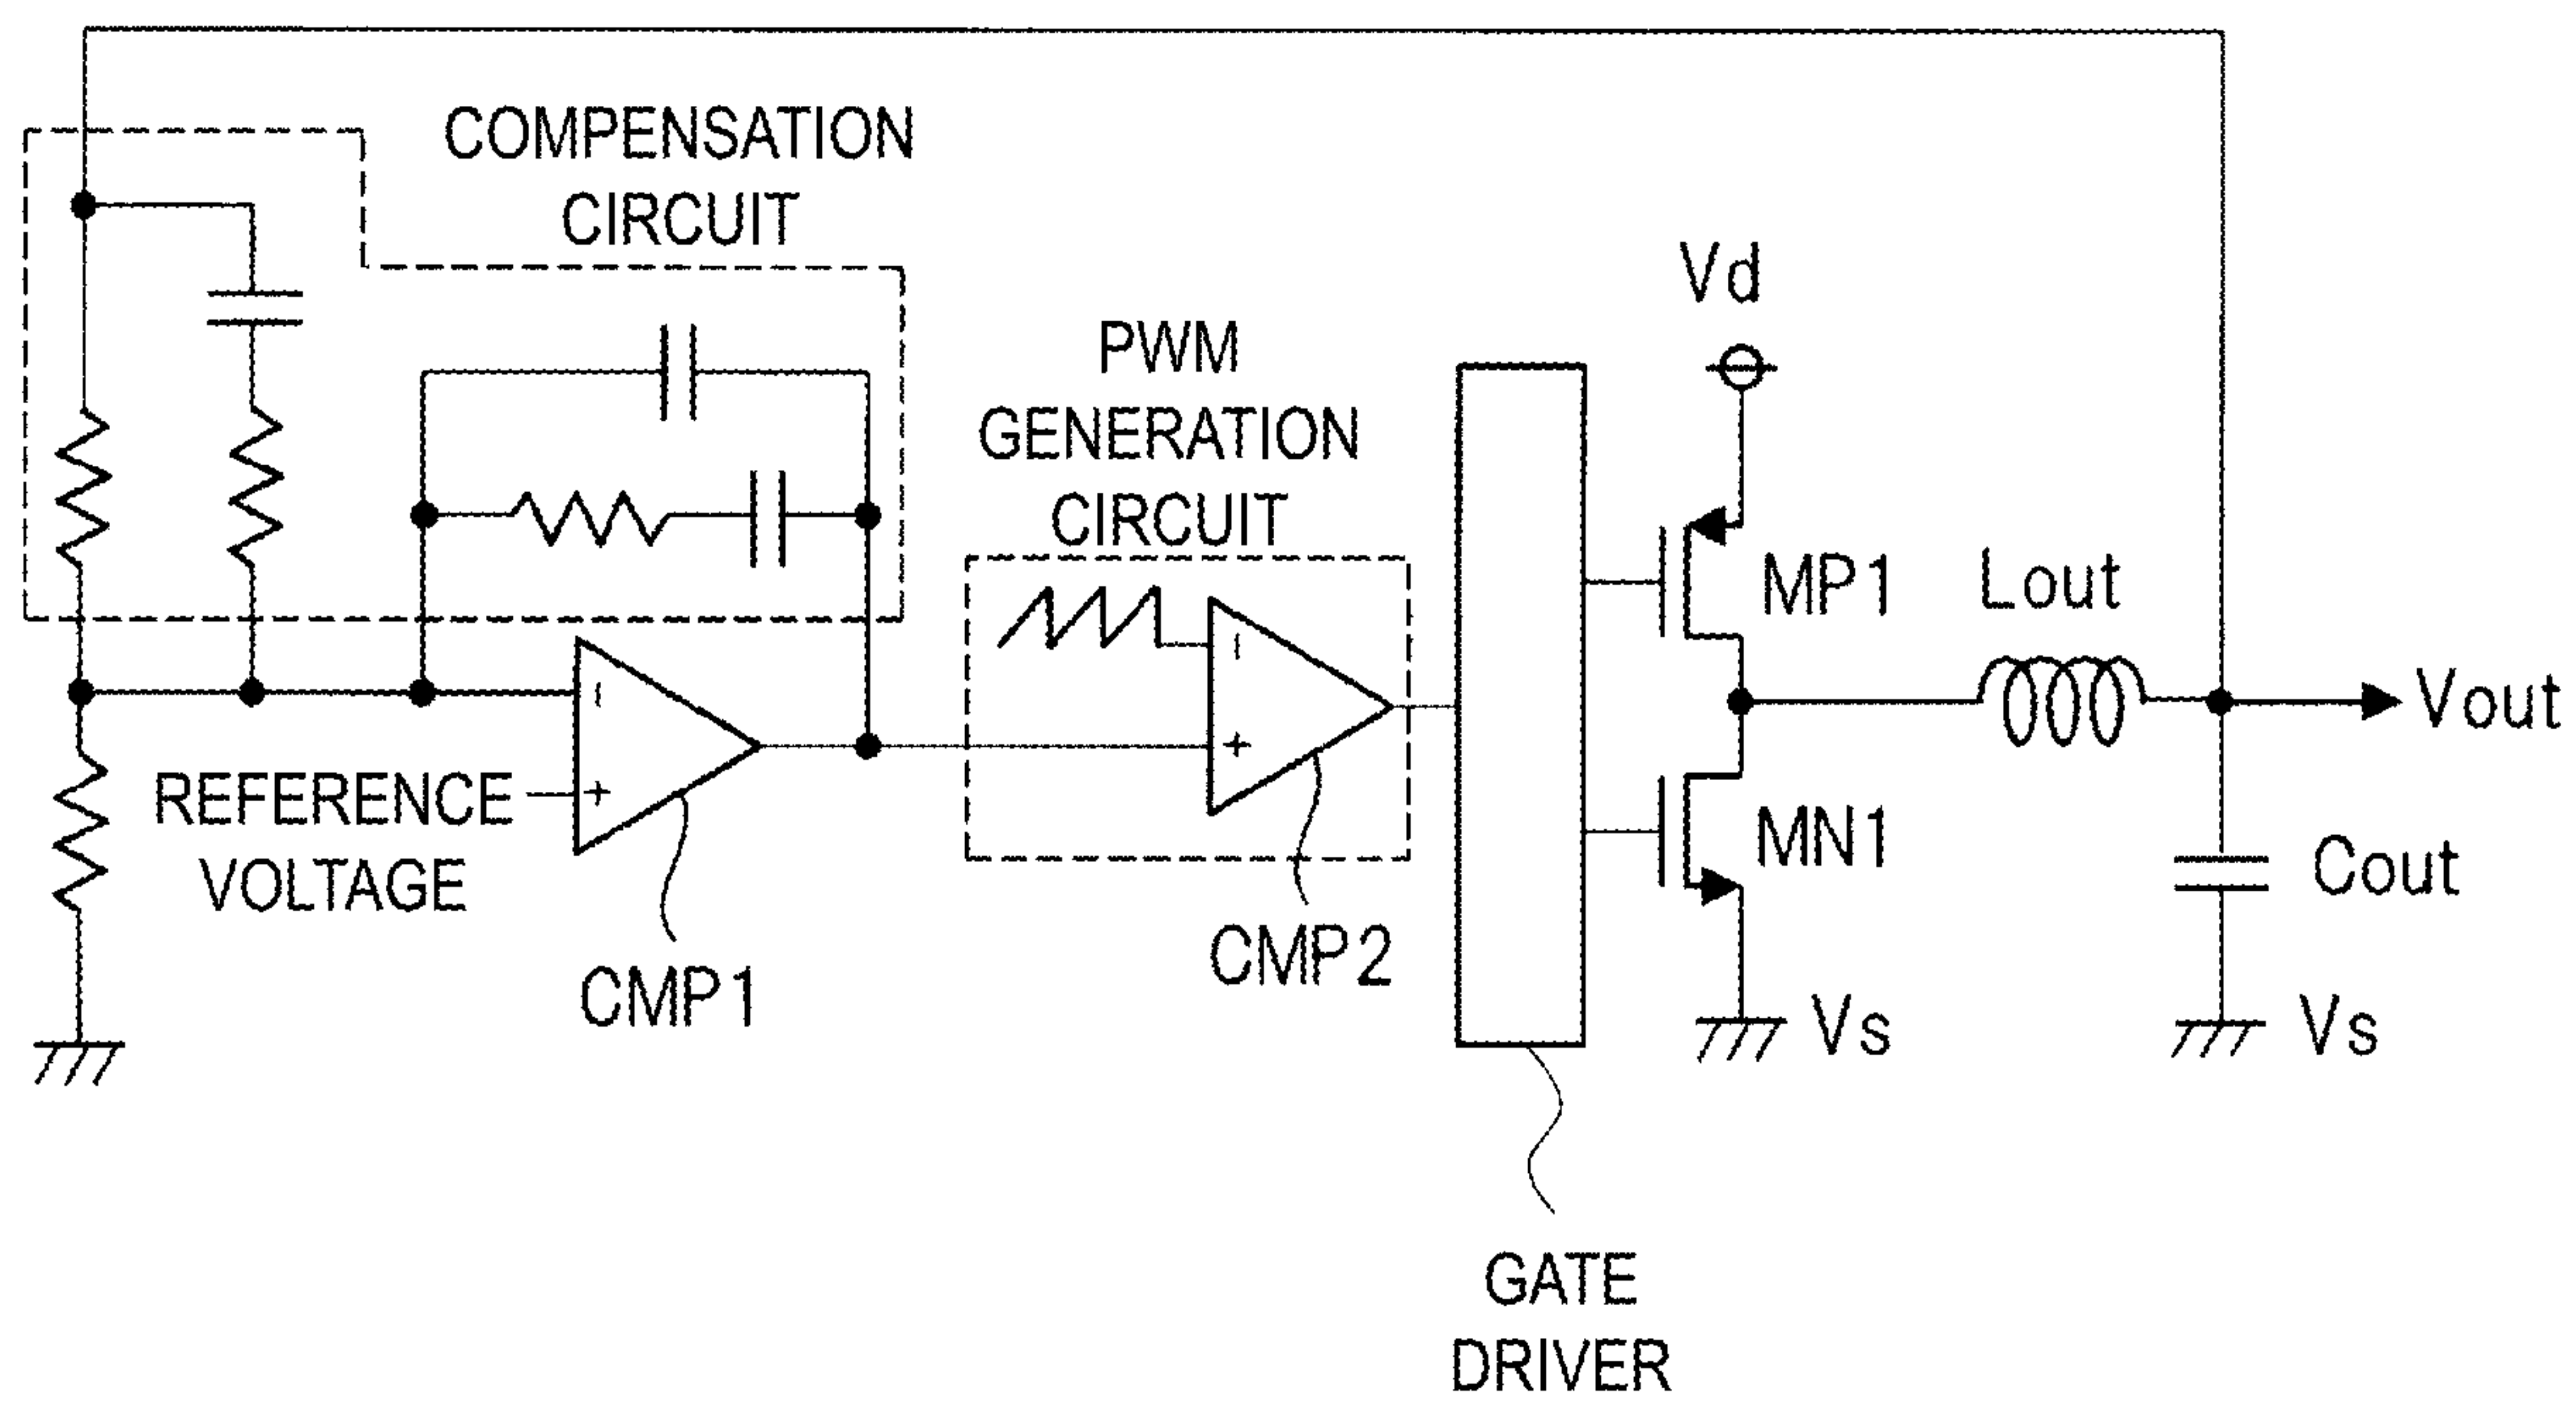 COMPENSATION
CIRCUIT
PWM
GENERATION
CIRCUIT
Vd
MP1
Lout
Vout
-
+
-
+
REFERENCE
VOLTAGE
MN1
Cout
CMP1
CMP2
Vs
Vs
GATE
DRIVER